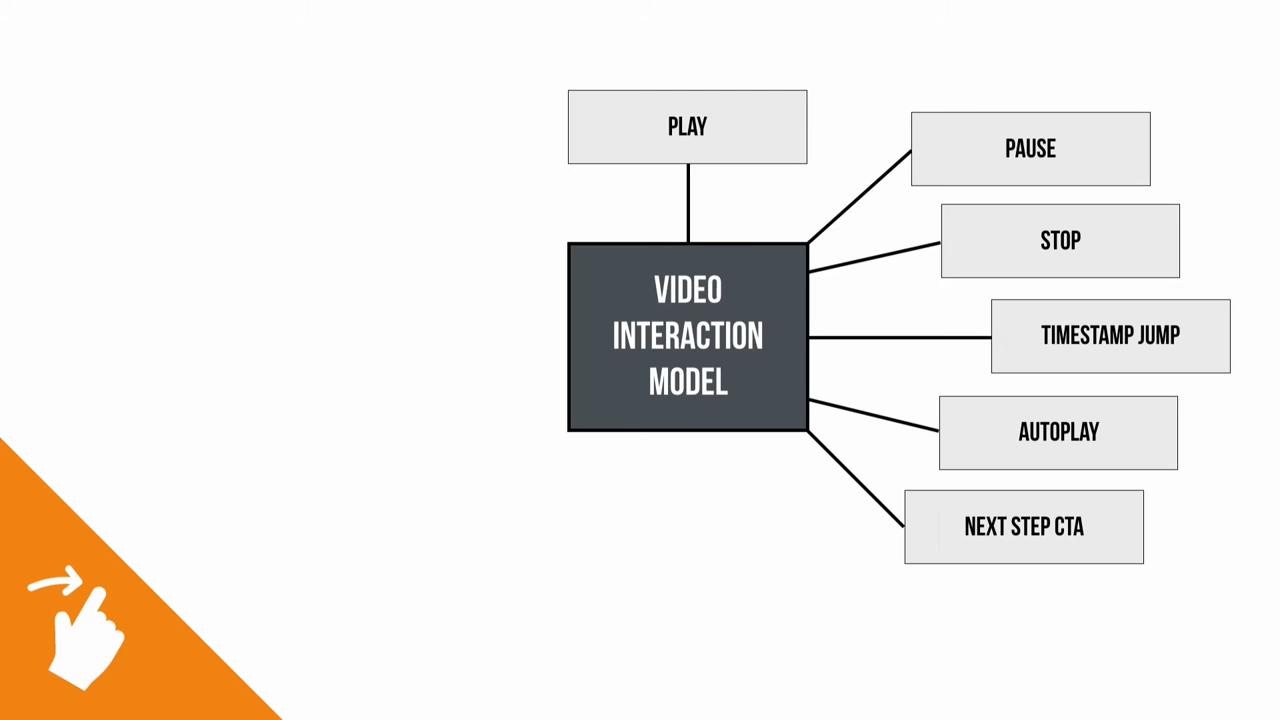 PLAY
PAUSE
STOP
VIDEO
INTERACTION
MODEL
TIMESTAMP JUMP
AUTOPLAY
NEXT STEP CTA